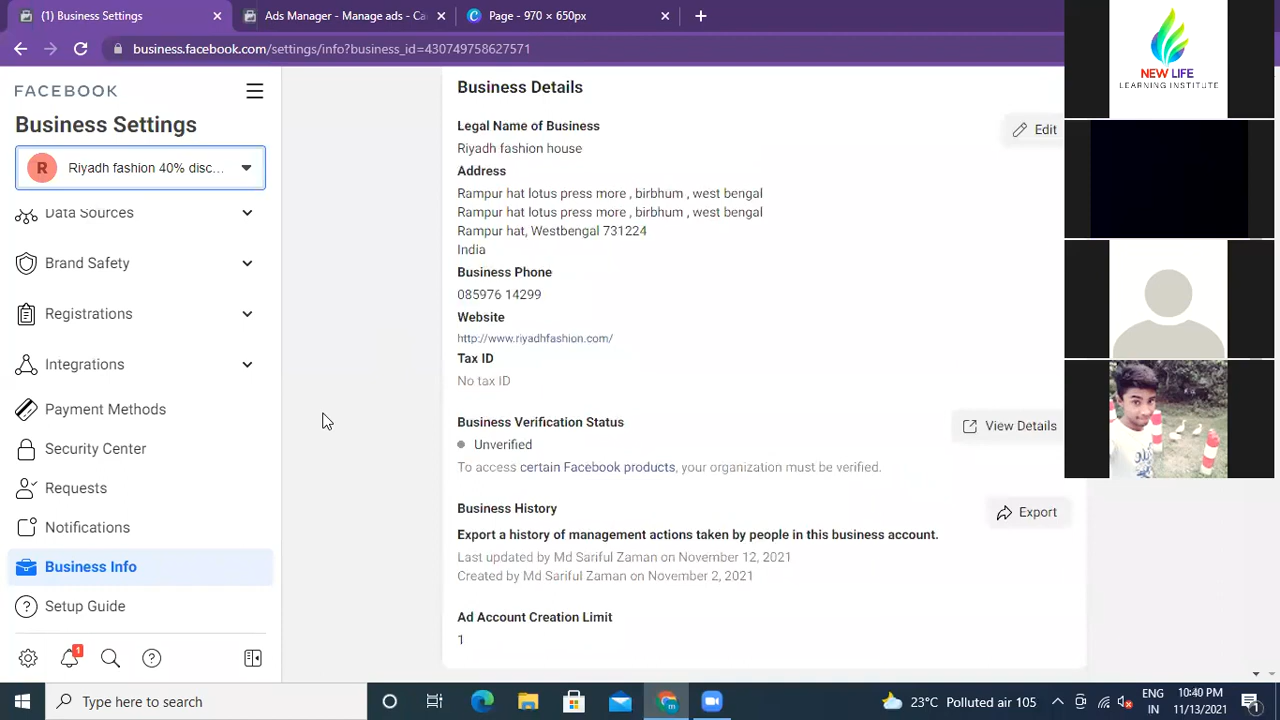 (1) Business Settings
Ads Manager - Manage ads - Ca
Page - 970 × 650px
business.facebook.com/settings/info?business_id=430749758627571
FACEBOOK
Business Settings
R
Riyadh fashion 40% disc...
Data Sources
Brand Safety
Registrations
Integrations
Payment Methods
Security Center
Requests
Notifications
Business Info
Setup Guide
1
Business Details
Edit
Legal Name of Business
Riyadh fashion house
Address
Rampur hat lotus press more , birbhum , west bengal
Rampur hat lotus press more , birbhum , west bengal
Rampur hat, Westbengal 731224
India
Business Phone
085976 14299
Website
http://www.riyadhfashion.com/
Tax ID
No tax ID
Business Verification Status
View Details
Unverified
To access certain Facebook products, your organization must be verified.
Business History
Export
Export a history of management actions taken by people in this business account.
Last updated by Md Sariful Zaman on November 12, 2021
Created by Md Sariful Zaman on November 2, 2021
Ad Account Creation Limit
1
NEW LIFE
LEARNING INSTITUTE
Type here to search
23°C Polluted air 105
ENG
IN
10:40 PM
11/13/2021
1